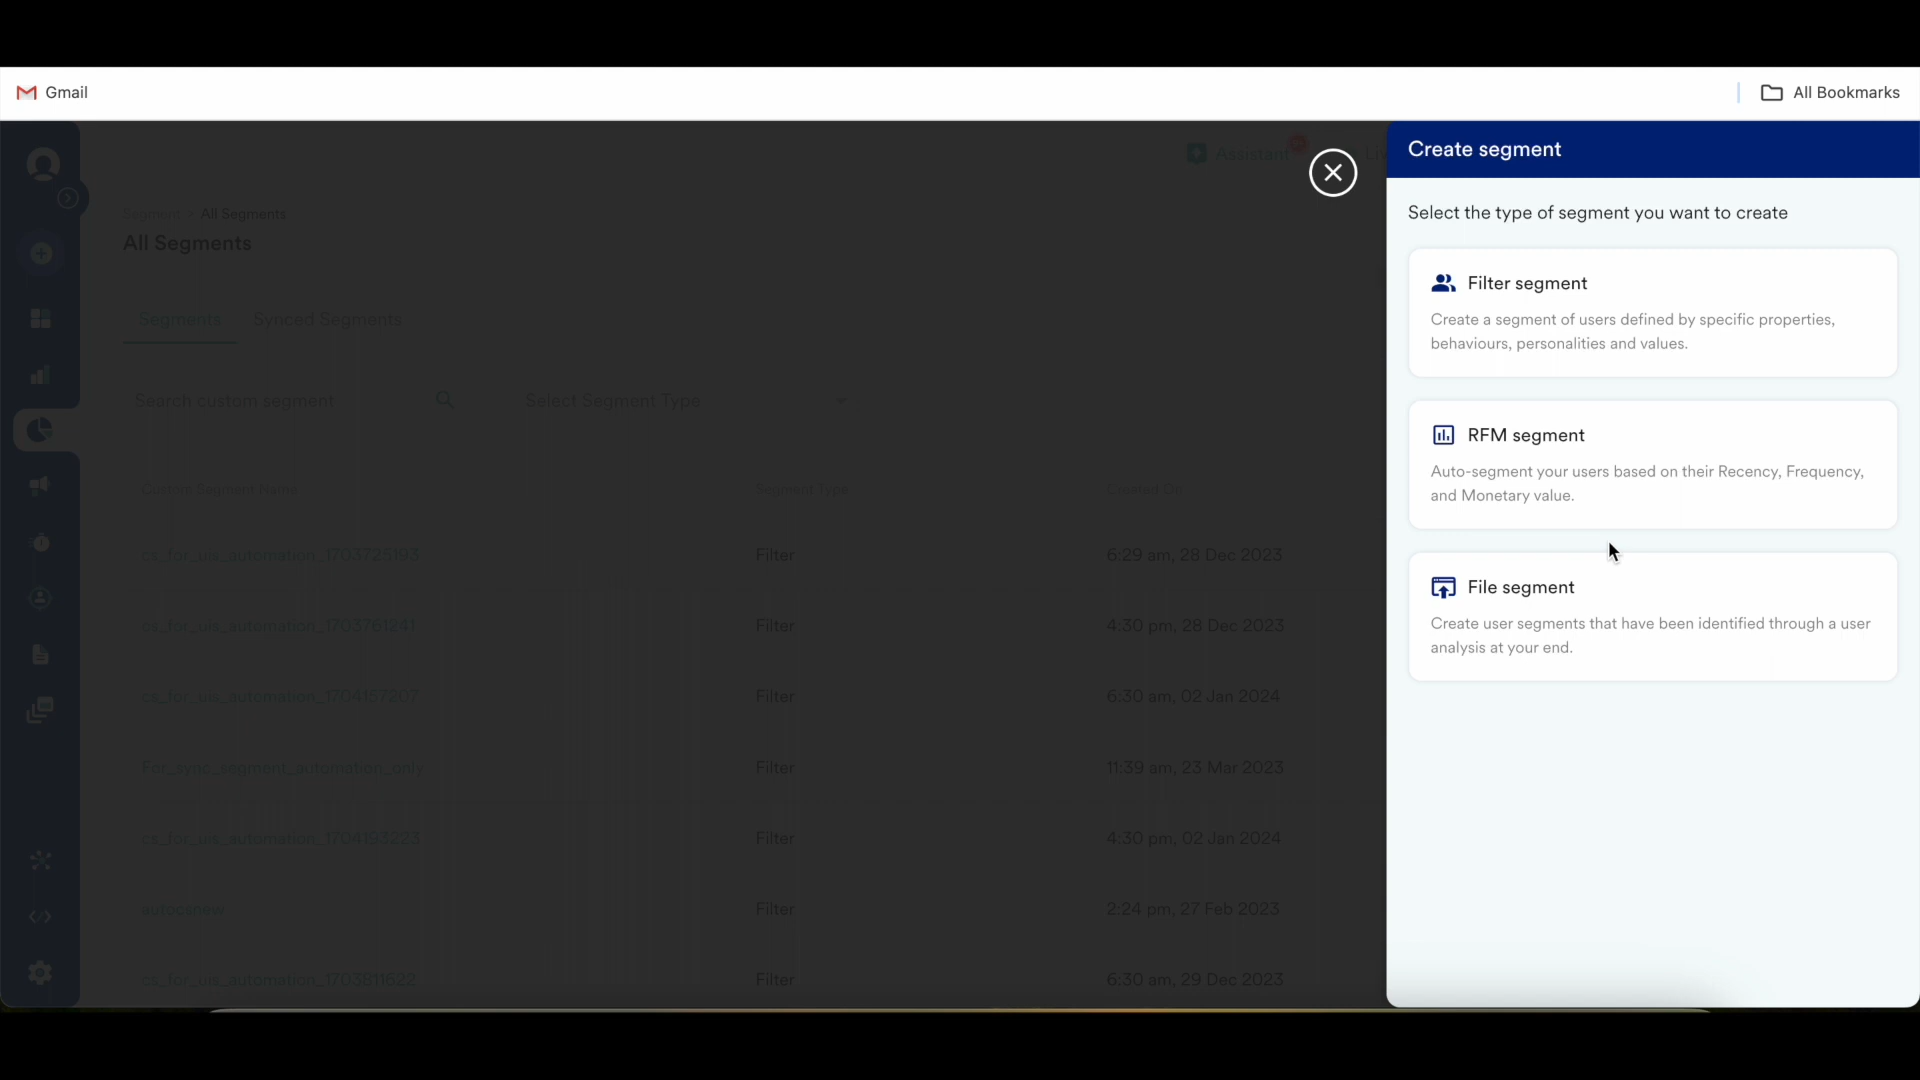 Gmail
All Bookmarks
Assistant
Create segment
Select the type of segment you want to create
Segment • All Segments
All Segments
Segments
Synced Segments
Search custom segment
Select Segment Type
Custom Segment Name
Segment Type
Created On
cs_for_uis_automation_1703725193
Filter
6:29 am, 28 Dec 2023
cs_for_uis_automation_1703761241
Filter
4:30 pm, 28 Dec 2023
cs_for_uis_automation_1704157207
Filter
6:30 am, 02 Jan 2024
For_sync_segment_automation_only
Filter
11:39 am, 23 Mar 2023
cs_for_uis_automation_1704193223
Filter
4:30 pm, 02 Jan 2024
autocsnew
Filter
2:24 pm, 27 Feb 2023
cs_for_uis_automation_1703811622
Filter
6:30 am, 29 Dec 2023
Filter segment
Create a segment of users defined by specific properties,
behaviours, personalities and values.
RFM segment
Auto-segment your users based on their Recency, Frequency,
and Monetary value.
File segment
Create user segments that have been identified through a user
analysis at your end.